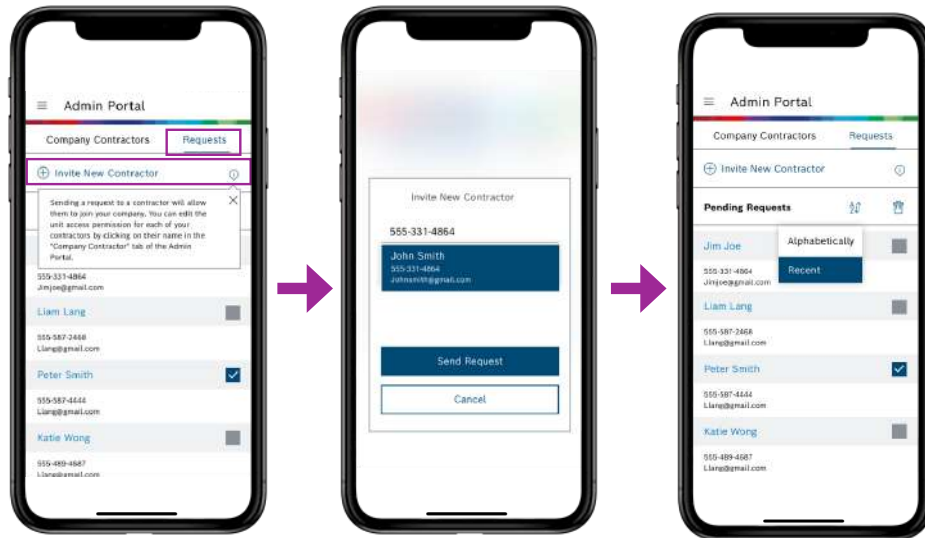 Admin Portal
Company Contractors
Requests
Invite New Contractor
Sending a request to a contractor will allow
them to join your company. You can edit the
unit access permission for each of your
contractors by clicking on their name in the
"Company Contractor" tab of the Admin
Portal.
555-331-4864
Jimjoe@gmail.com
Liam Lang
555-587-2468
Llang@gmail.com
Peter Smith
555-587-4444
Llang@gmail.com
Katie Wong
555-489-4687
Llang@gmail.com
Invite New Contractor
555-331-4864
John Smith
555-331-4864
Johnsmith@gmail.com
Send Request
Cancel
Admin Portal
Company Contractors
Requests
Invite New Contractor
Pending Requests
Alphabetically
Recent
Jim Joe
555-331-4864
Jimjoe@gmail.com
Liam Lang
555-587-2468
Llang@gmail.com
Peter Smith
555-587-4444
Llang@gmail.com
Katie Wong
555-489-4687
Llang@gmail.com